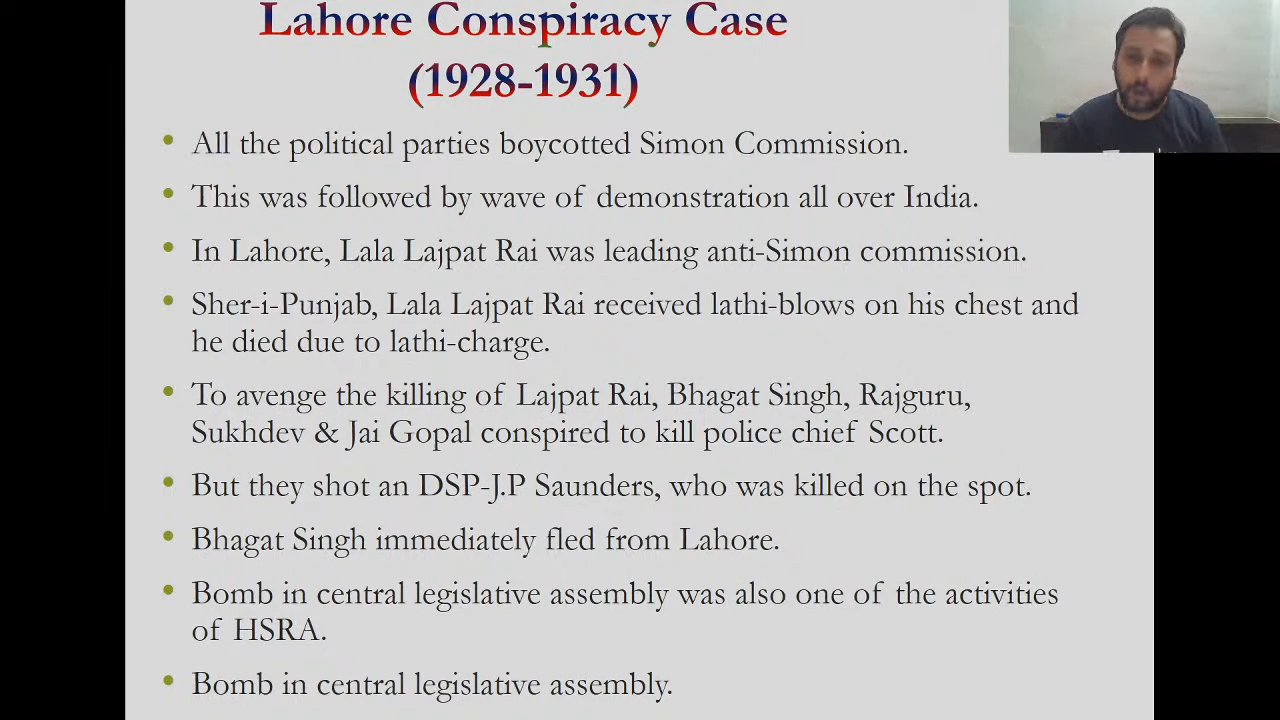 Lahore Conspiracy Case
(1928-1931)
• All the political parties boycotted Simon Commission.
• This was followed by wave of demonstration all over India.
• In Lahore, Lala Lajpat Rai was leading anti-Simon commission.
• Sher-i-Punjab, Lala Lajpat Rai received lathi-blows on his chest and
he died due to lathi-charge.
• To avenge the killing of Lajpat Rai, Bhagat Singh, Rajguru,
Sukhdev & Jai Gopal conspired to kill police chief Scott.
• But they shot an DSP-J.P Saunders, who was killed on the spot.
• Bhagat Singh immediately fled from Lahore.
• Bomb in central legislative assembly was also one of the activities
of HSRA.
• Bomb in central legislative assembly.